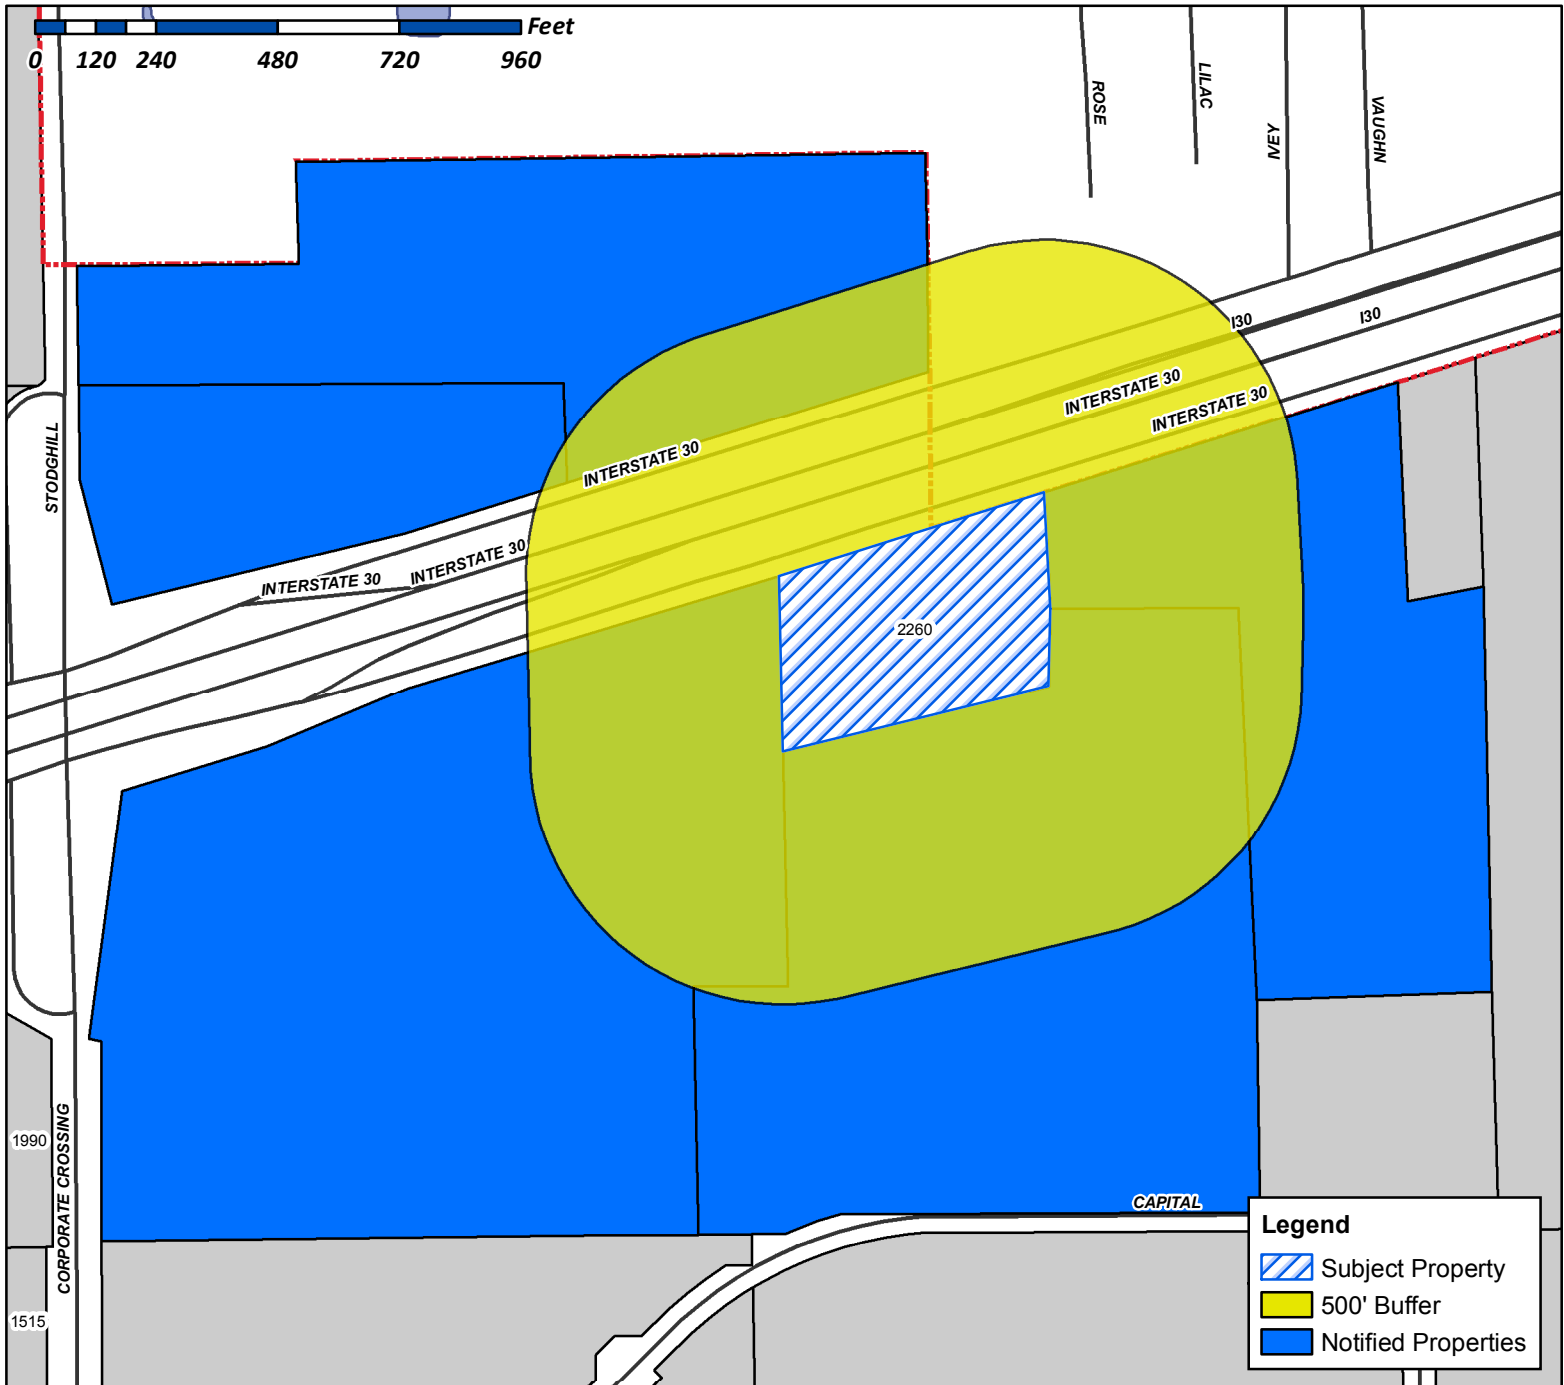 Feet
0 120 240 480 720 960
ROSE
LILAC
IVEY
VAUGHN
I30
I30
INTERSTATE 30
INTERSTATE 30
INTERSTATE 30
INTERSTATE 30
INTERSTATE 30
STODGHILL
2260
1990
CORPORATE CROSSING
1515
CAPITAL
Legend
Subject Property
500' Buffer
Notified Properties